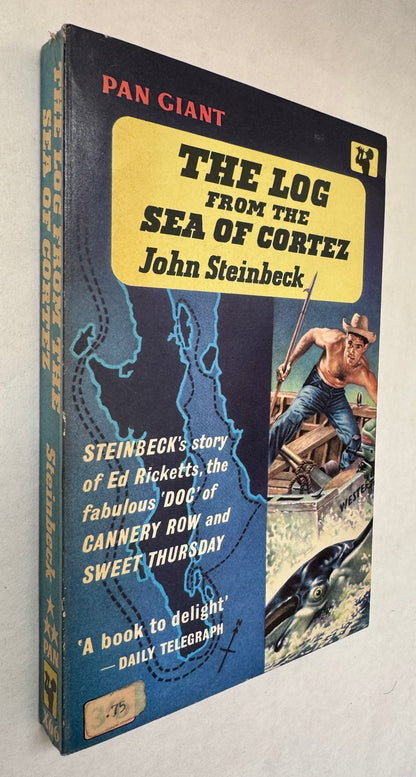 THE LOG FROM THE
SEA OF CORTEZ
Steinbeck
PAN
PAN GIANT
THE LOG
FROM THE
SEA OF CORTEZ
John Steinbeck
STEINBECK's story
of Ed Ricketts, the
fabulous 'DOC' of
CANNERY ROW and
SWEET THURSDAY
'A book to delight'
— DAILY TELEGRAPH
.75